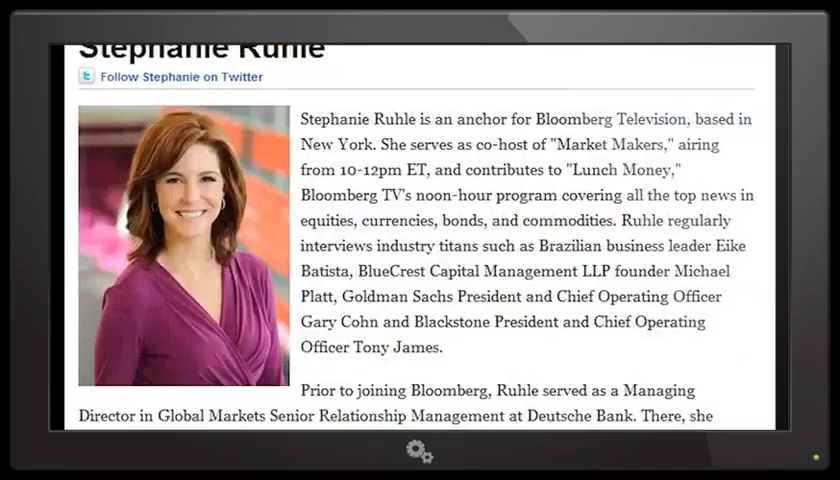 Stephanie Ruhle
Follow Stephanie on Twitter
Stephanie Ruhle is an anchor for Bloomberg Television, based in
New York. She serves as co-host of "Market Makers," airing
from 10-12pm ET, and contributes to "Lunch Money,"
Bloomberg TV's noon-hour program covering all the top news in
equities, currencies, bonds, and commodities. Ruhle regularly
interviews industry titans such as Brazilian business leader Eike
Batista, BlueCrest Capital Management LLP founder Michael
Platt, Goldman Sachs President and Chief Operating Officer
Gary Cohn and Blackstone President and Chief Operating
Officer Tony James.
Prior to joining Bloomberg, Ruhle served as a Managing
Director in Global Markets Senior Relationship Management at Deutsche Bank. There, she